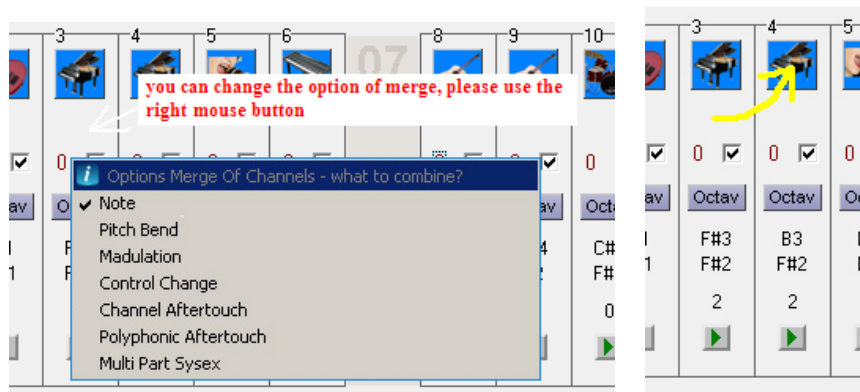 3 4 5 6 8 9 10
07
you can change the option of merge, please use the
right mouse button
0 0
Options Merge Of Channels - what to combine?
Note
Pitch Bend
Madulation
Control Change
Channel Aftertouch
Polyphonic Aftertouch
Multi Part Sysex
3 4 5
0 0 0
Octav Octav
F#3 B3
F#2 F#2
2 2